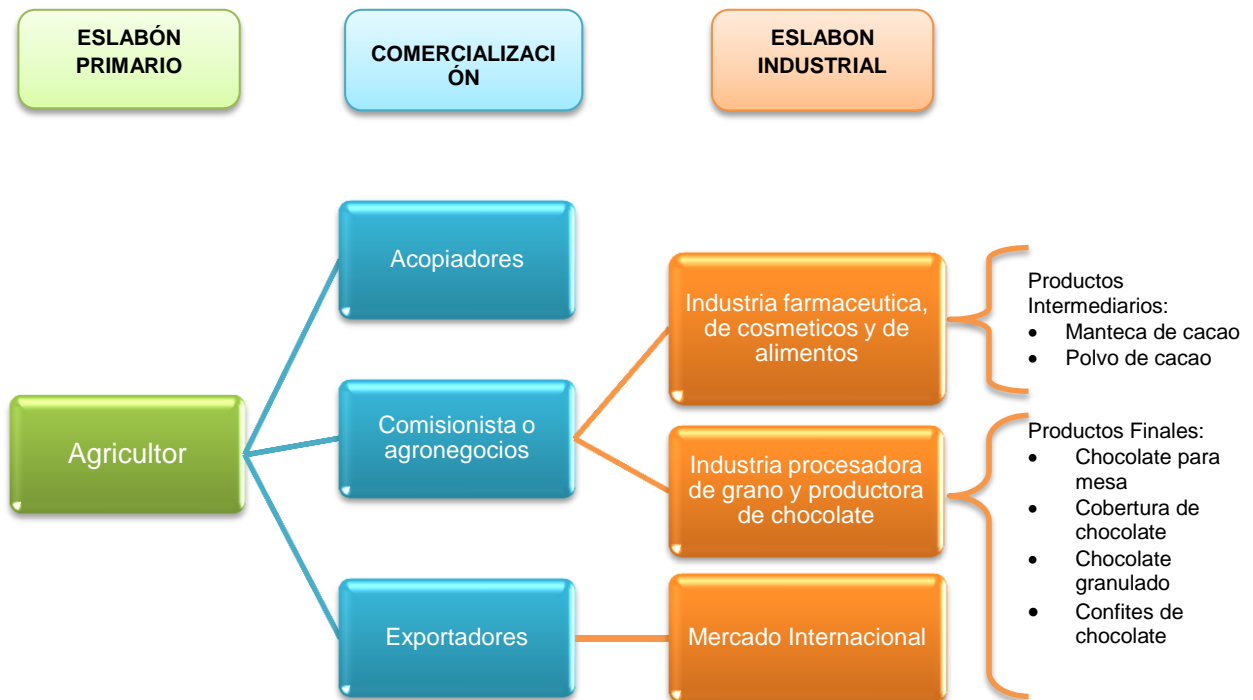 ESLABÓN
PRIMARIO
COMERCIALIZACI
ÓN
ESLABON
INDUSTRIAL
Agricultor
Acopiadores
Comisionista o
agronegocios
Exportadores
Industria farmaceutica,
de cosmeticos y de
alimentos
Industria procesadora
de grano y productora
de chocolate
Mercado Internacional
Productos
Intermediarios:
• Manteca de cacao
• Polvo de cacao
Productos Finales:
• Chocolate para
mesa
• Cobertura de
chocolate
• Chocolate
granulado
• Confites de
chocolate